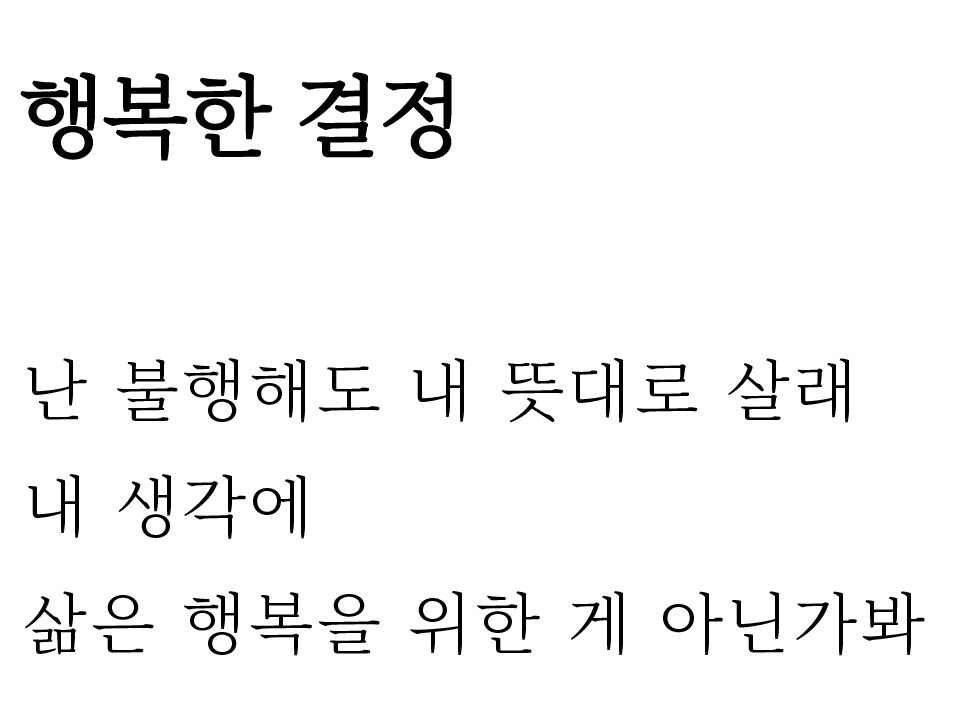 행복한 결정
난 불행해도 내 뜻대로 살래
내 생각에
삶은 행복을 위한 게 아닌가봐